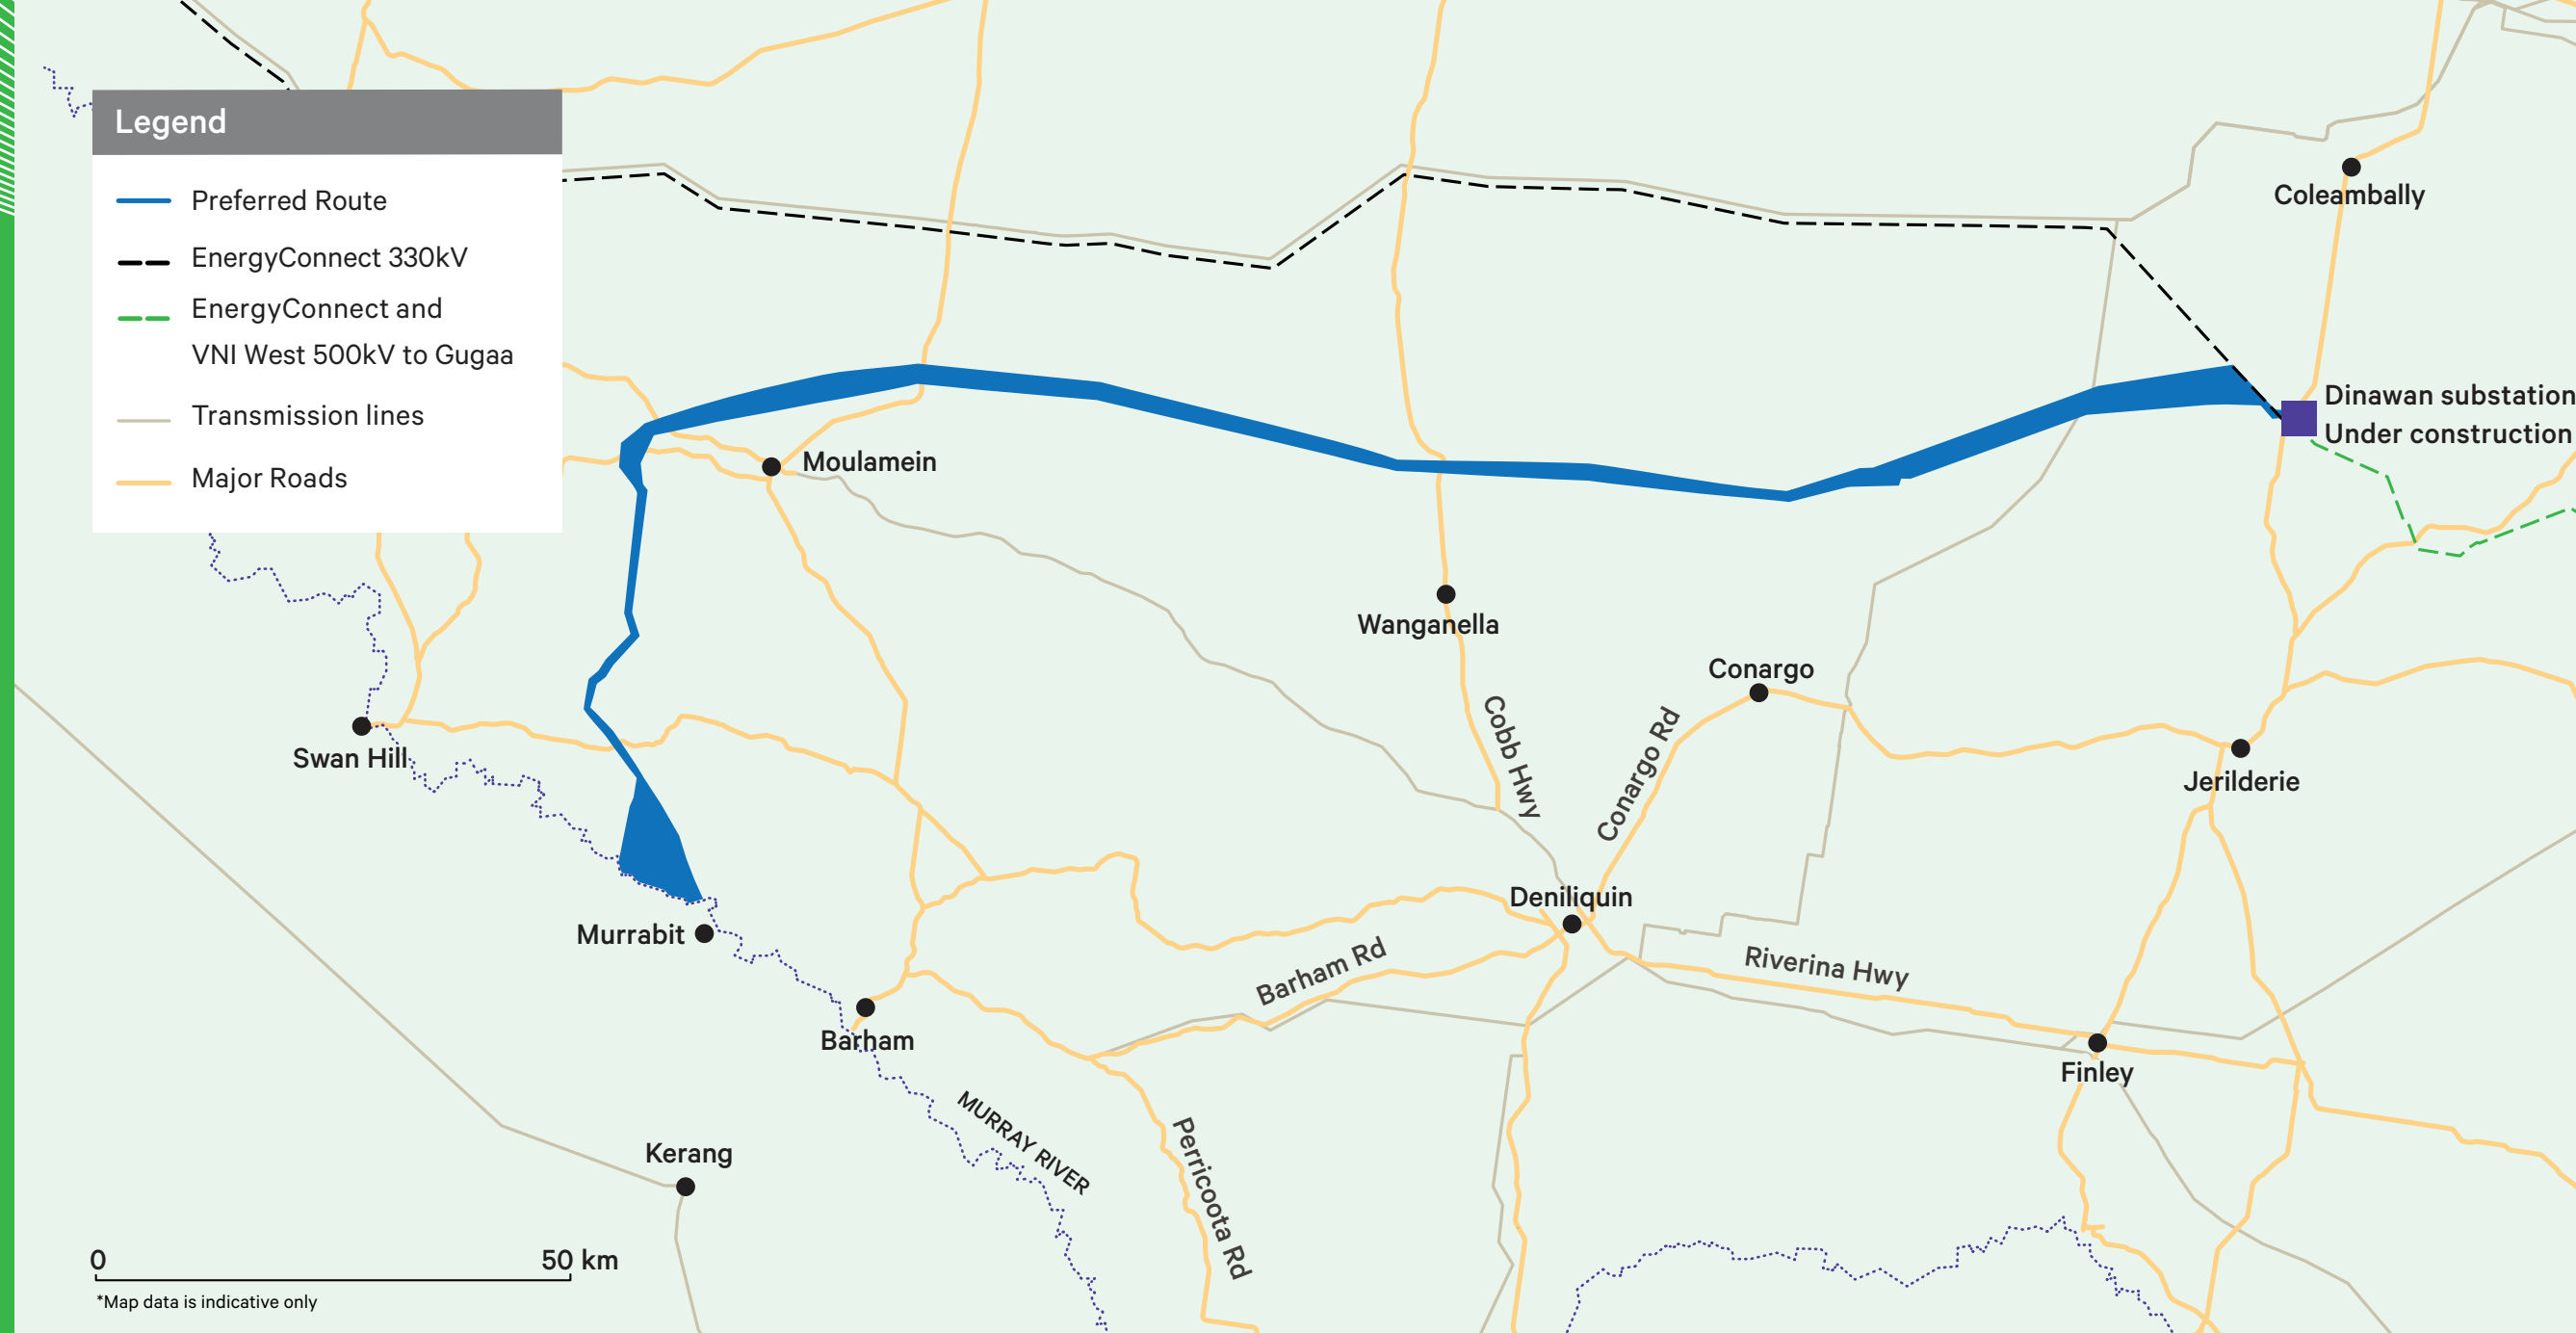 Legend
Preferred Route
EnergyConnect 330kV
EnergyConnect and
VNI West 500kV to Gugaa
Transmission lines
Major Roads
Coleambally
Dinawan substation
Under construction
Moulamein
Wanganella
Conargo
Cobb Hwy
Conargo Rd
Swan Hill
Jerilderie
Deniliquin
Murrabit
Barham Rd
Riverina Hwy
Barham
Finley
MURRAY RIVER
Perricoota Rd
Kerang
0 50 km
*Map data is indicative only